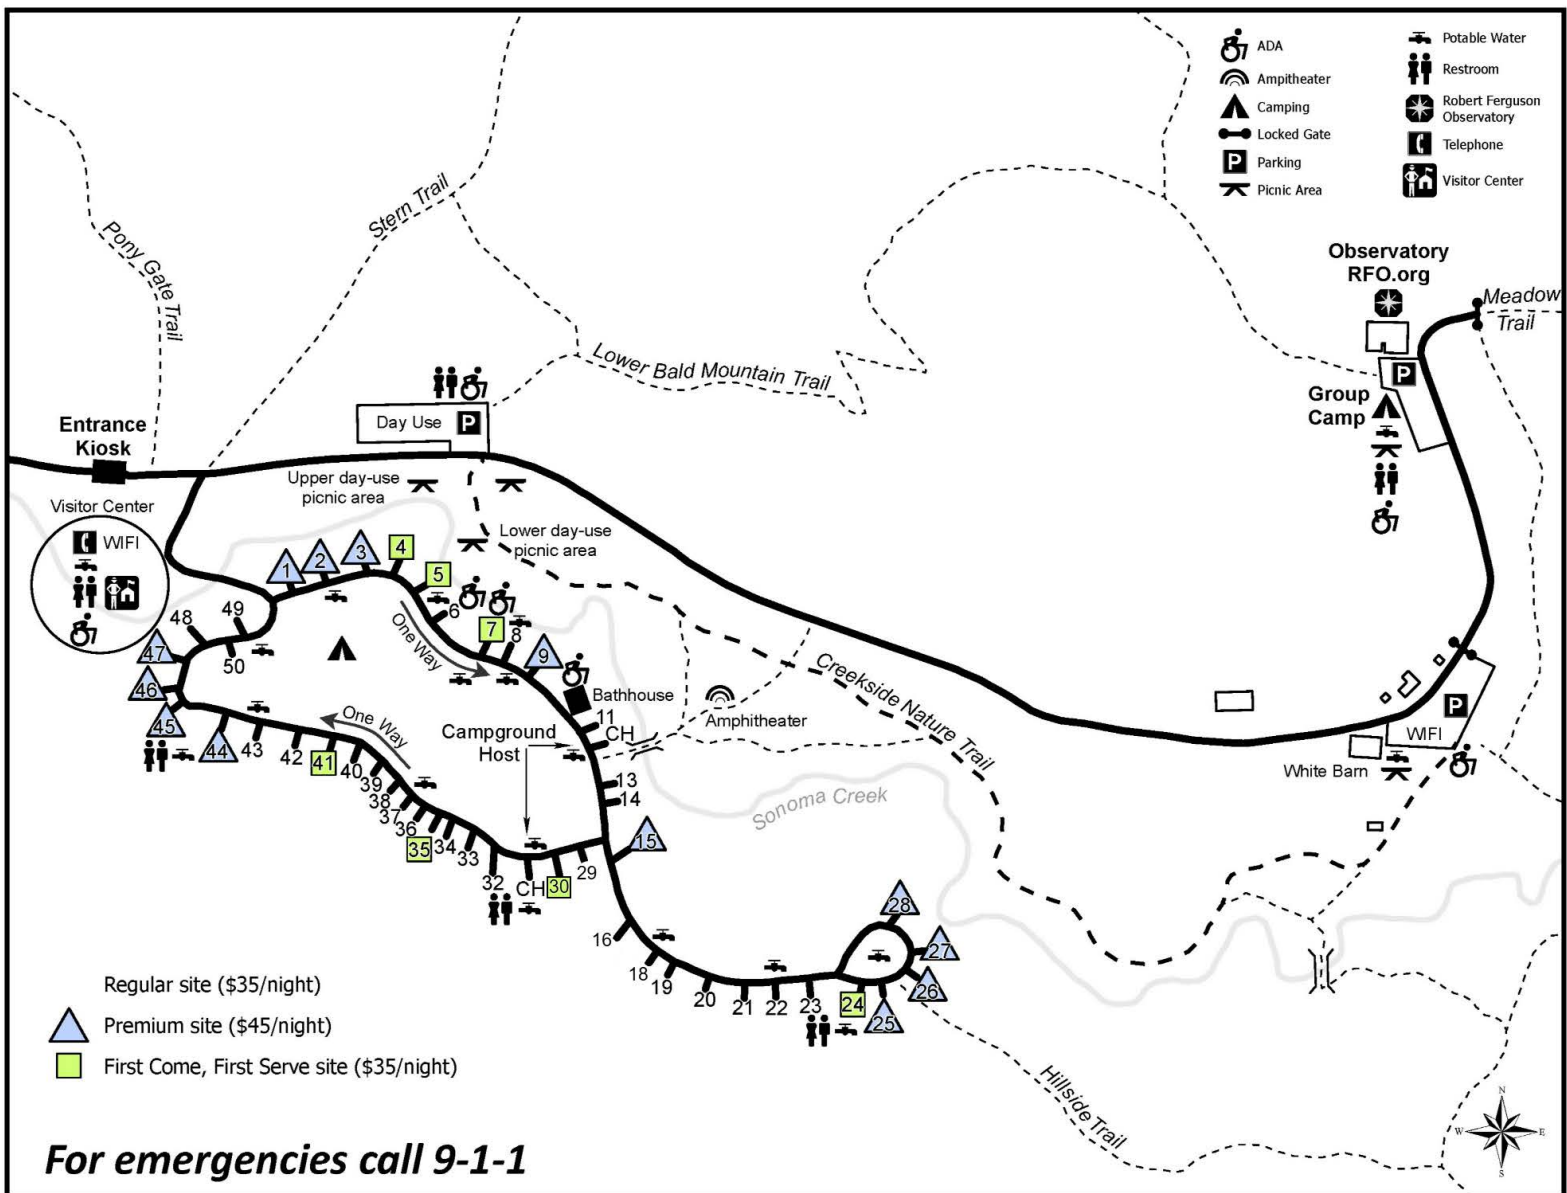 ADA
Ampitheater
Camping
Locked Gate
P
Parking
Picnic Area
Potable Water
Restroom
Robert Ferguson
Observatory
Telephone
Visitor Center
Pony Gate Trail
Stern Trail
Lower Bald Mountain Trail
Observatory
RFO.org
Meadow
Trail
P
Group
Camp
Entrance
Kiosk
Day Use
P
Upper day-use
picnic area
Lower day-use
picnic area
Visitor Center
WIFI
1
2
3
4
5
6
7
8
9
One Way
Bathhouse
11
CH
13
14
15
16
18
19
20
21
22
23
24
25
26
27
28
29
30
CH
32
33
34
35
36
37
38
39
40
41
42
43
44
45
46
47
48
49
50
One Way
Campground
Host
Amphitheater
Creekside Nature Trail
Sonoma Creek
P
WIFI
White Barn
Hillside Trail
Regular site ($35/night)
Premium site ($45/night)
First Come, First Serve site ($35/night)
N
W
E
S
For emergencies call 9-1-1